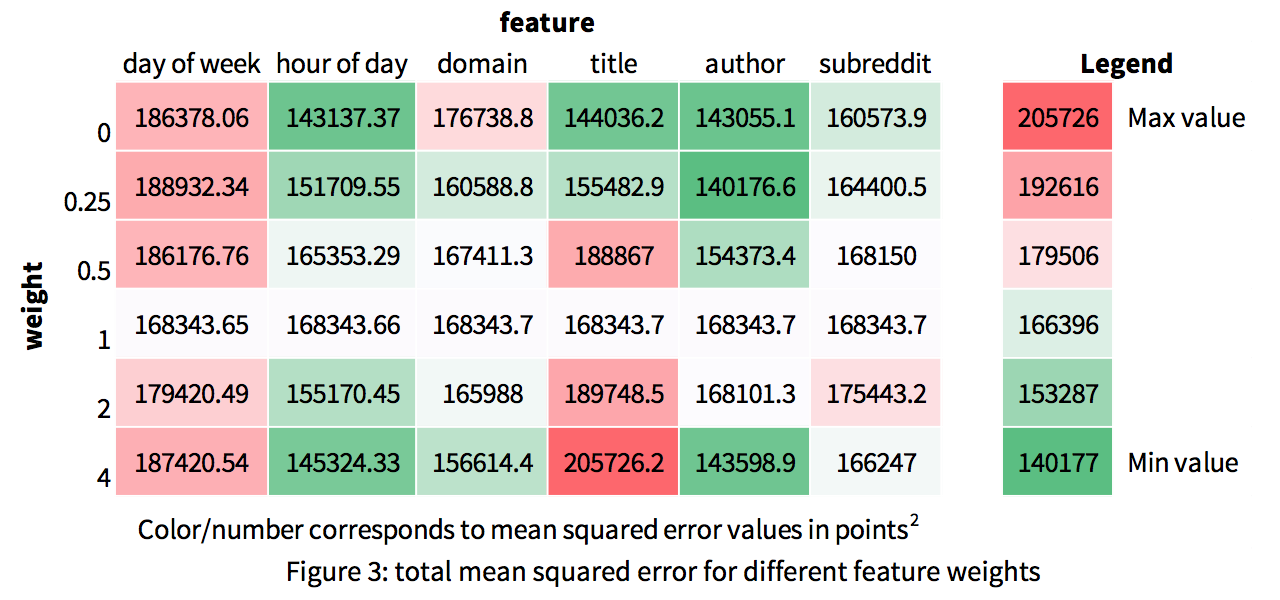 feature
day of week hour of day domain title author subreddit Legend
0 186378.06 143137.37 176738.8 144036.2 143055.1 160573.9 205726 Max value
0.25 188932.34 151709.55 160588.8 155482.9 140176.6 164400.5 192616
0.5 186176.76 165353.29 167411.3 188867 154373.4 168150 179506
weight
1 168343.65 168343.66 168343.7 168343.7 168343.7 168343.7 166396
2 179420.49 155170.45 165988 189748.5 168101.3 175443.2 153287
4 187420.54 145324.33 156614.4 205726.2 143598.9 166247 140177 Min value
Color/number corresponds to mean squared error values in points²
Figure 3: total mean squared error for different feature weights